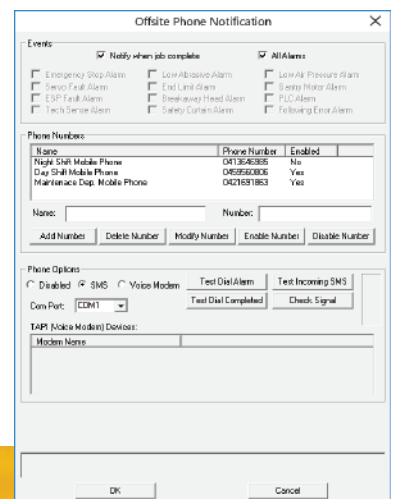 Offsite Phone Notification
Events
Notify when job complete All Alarms
Emergency Stop Alarm Low Abrasive Alarm Low Air Pressure Alarm
Servo Fault Alarm End Limit Alarm Gantry Motor Alarm
ESP Fault Alarm Breakaway Head Alarm PLC Alarm
Tech Sense Alarm Safety Curtain Alarm Following Error Alarm
Phone Numbers
Name Phone Number Enabled
Night Shift Mobile Phone 0413646985 No
Day Shift Mobile Phone 0459560806 Yes
Maintenace Dep. Mobile Phone 0421691863 Yes
Name: Number:
Add Number Delete Number Modify Number Enable Number Disable Number
Phone Options
Disabled SMS Voice Modem Test Dial Alarm Test Incoming SMS
Com Port: COM1 Test Dial Completed Check Signal
TAPI (Voice Modem) Devices:
Modem Name
OK Cancel